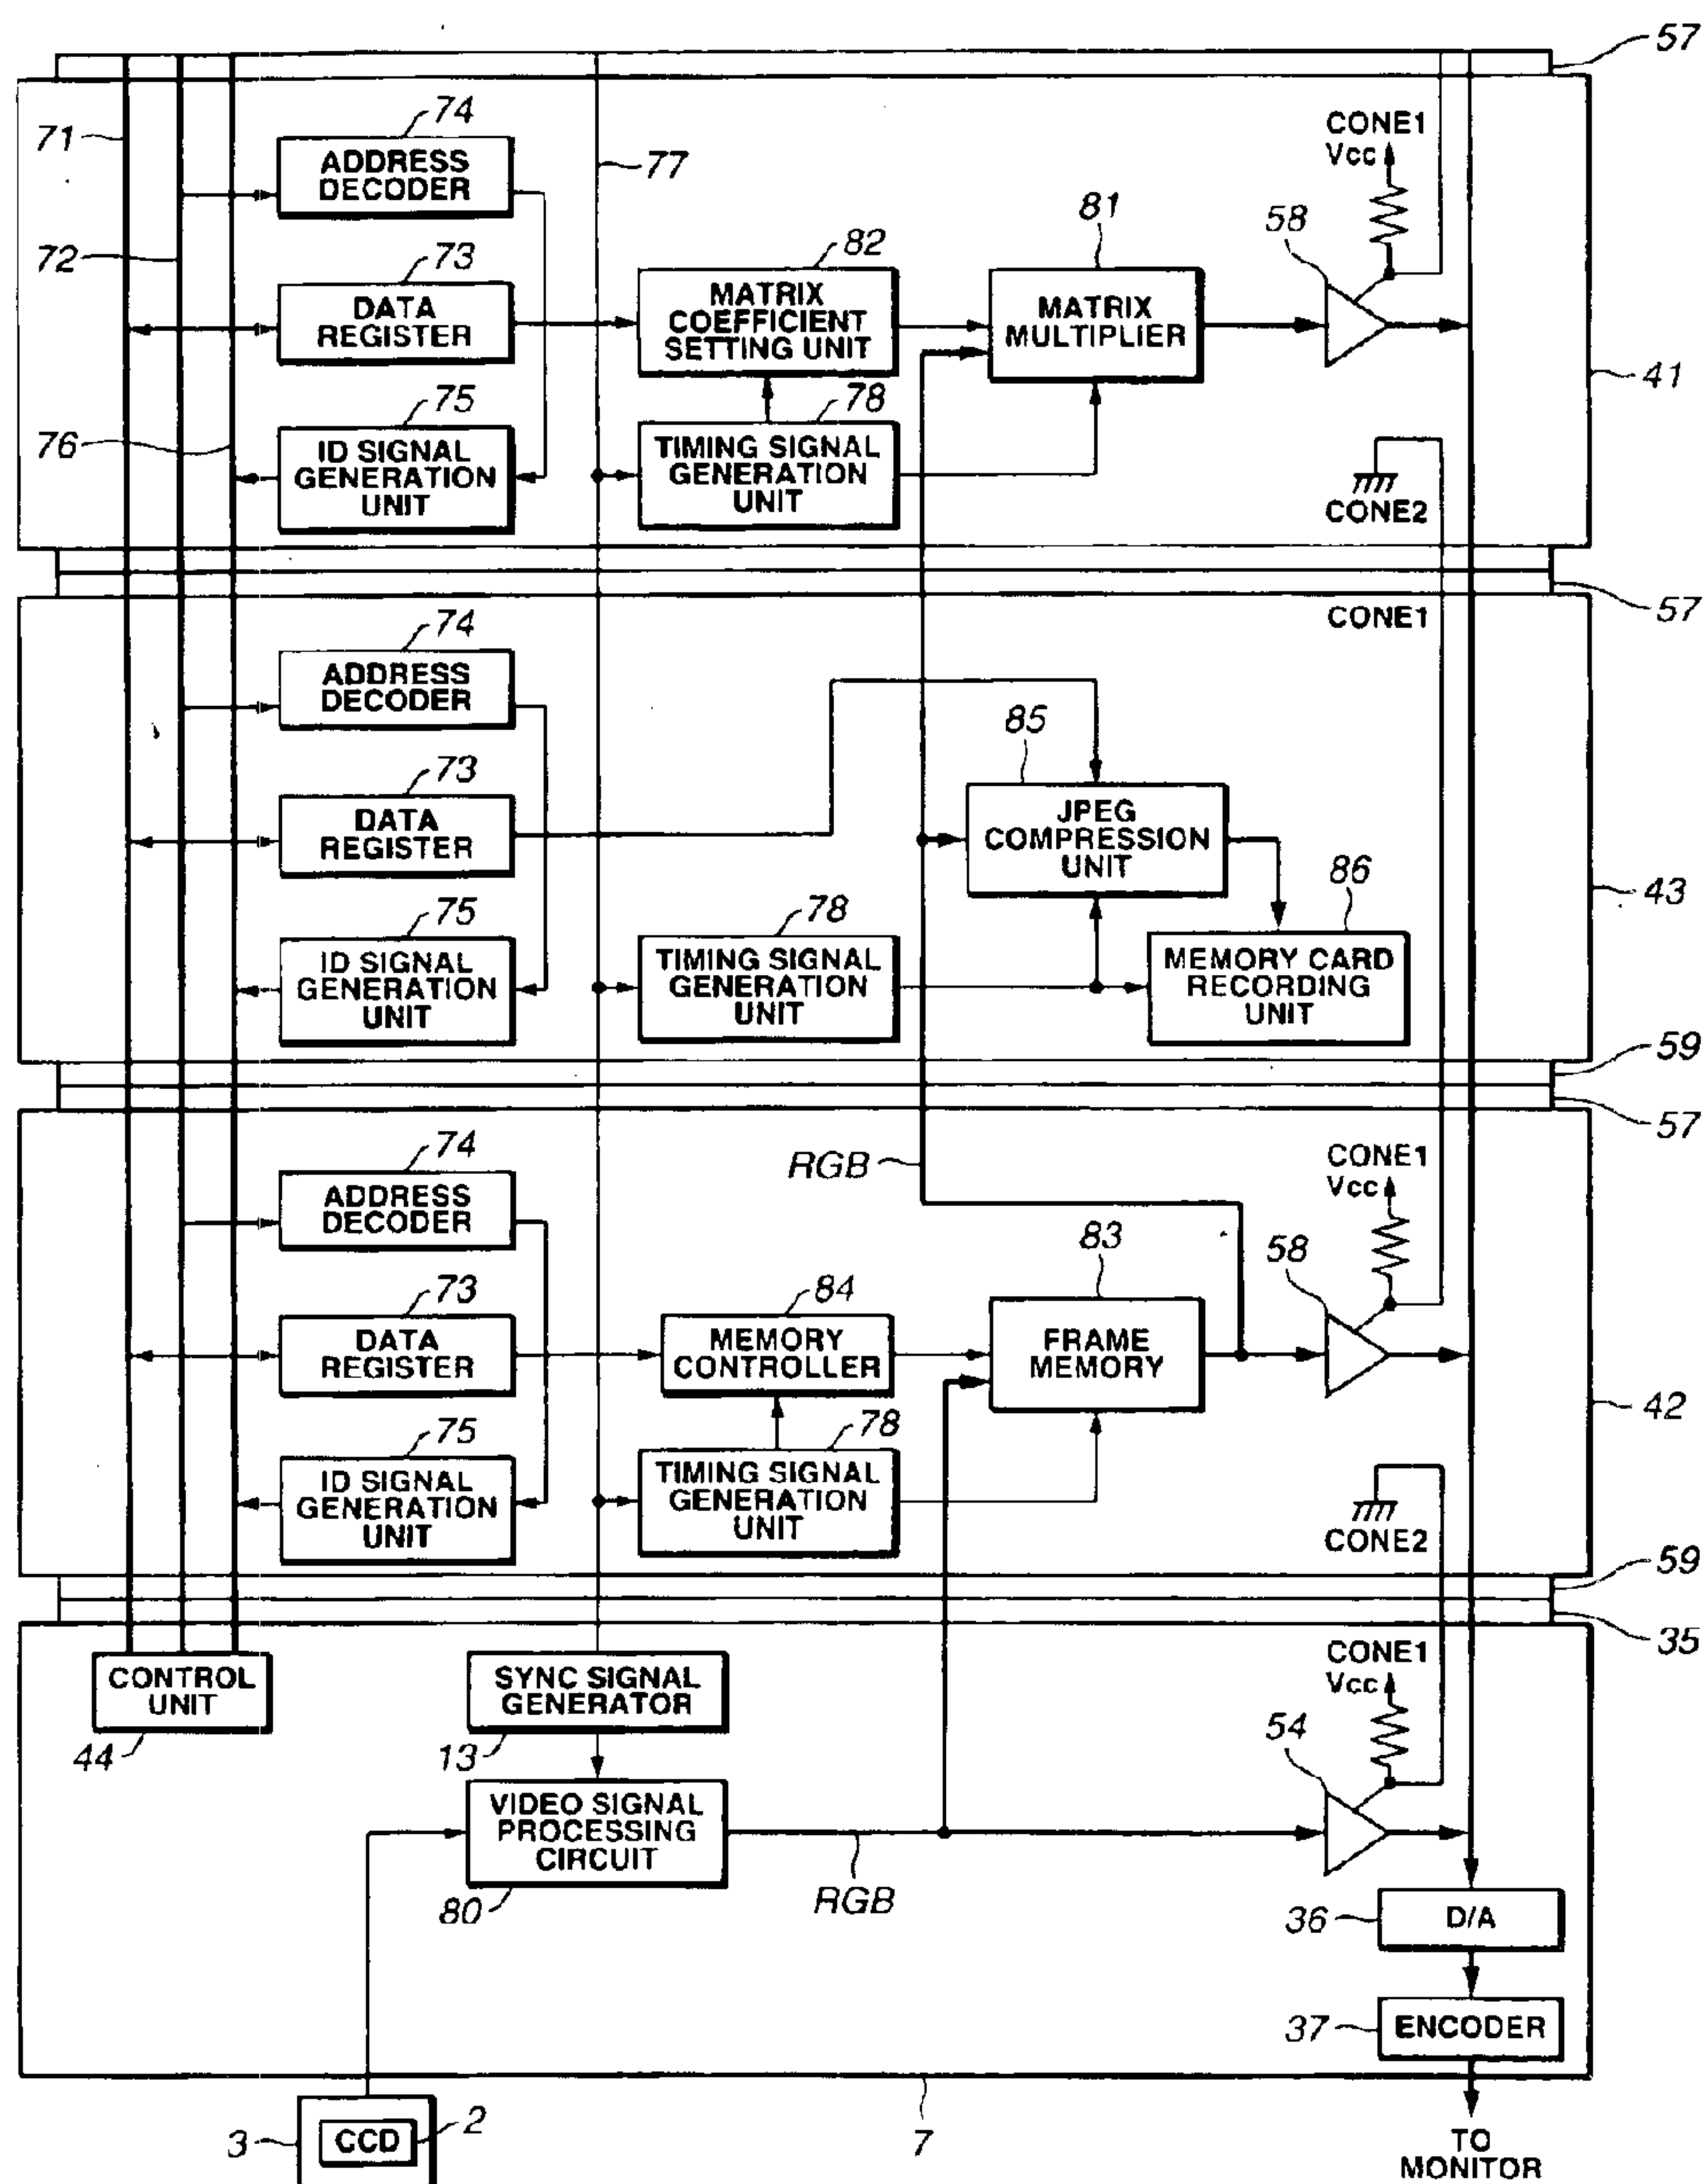 57
74
71
ADDRESS
DECODER
77
CONE1
Vcc
81
58
72
73
82
DATA
REGISTER
MATRIX
COEFFICIENT
SETTING UNIT
MATRIX
MULTIPLIER
41
75
78
76
ID SIGNAL
GENERATION
UNIT
TIMING SIGNAL
GENERATION
UNIT
CONE2
57
CONE1
74
ADDRESS
DECODER
85
73
DATA
REGISTER
JPEG
COMPRESSION
UNIT
86
43
75
78
ID SIGNAL
GENERATION
UNIT
TIMING SIGNAL
GENERATION
UNIT
MEMORY CARD
RECORDING
UNIT
59
57
74
RGB
CONE1
Vcc
ADDRESS
DECODER
83
58
73
84
DATA
REGISTER
MEMORY
CONTROLLER
FRAME
MEMORY
42
75
78
ID SIGNAL
GENERATION
UNIT
TIMING SIGNAL
GENERATION
UNIT
CONE2
59
35
CONTROL
UNIT
44
SYNC SIGNAL
GENERATOR
13
CONE1
Vcc
54
VIDEO SIGNAL
PROCESSING
CIRCUIT
80
RGB
36
D/A
37
ENCODER
3
CCD
2
7
TO
MONITOR